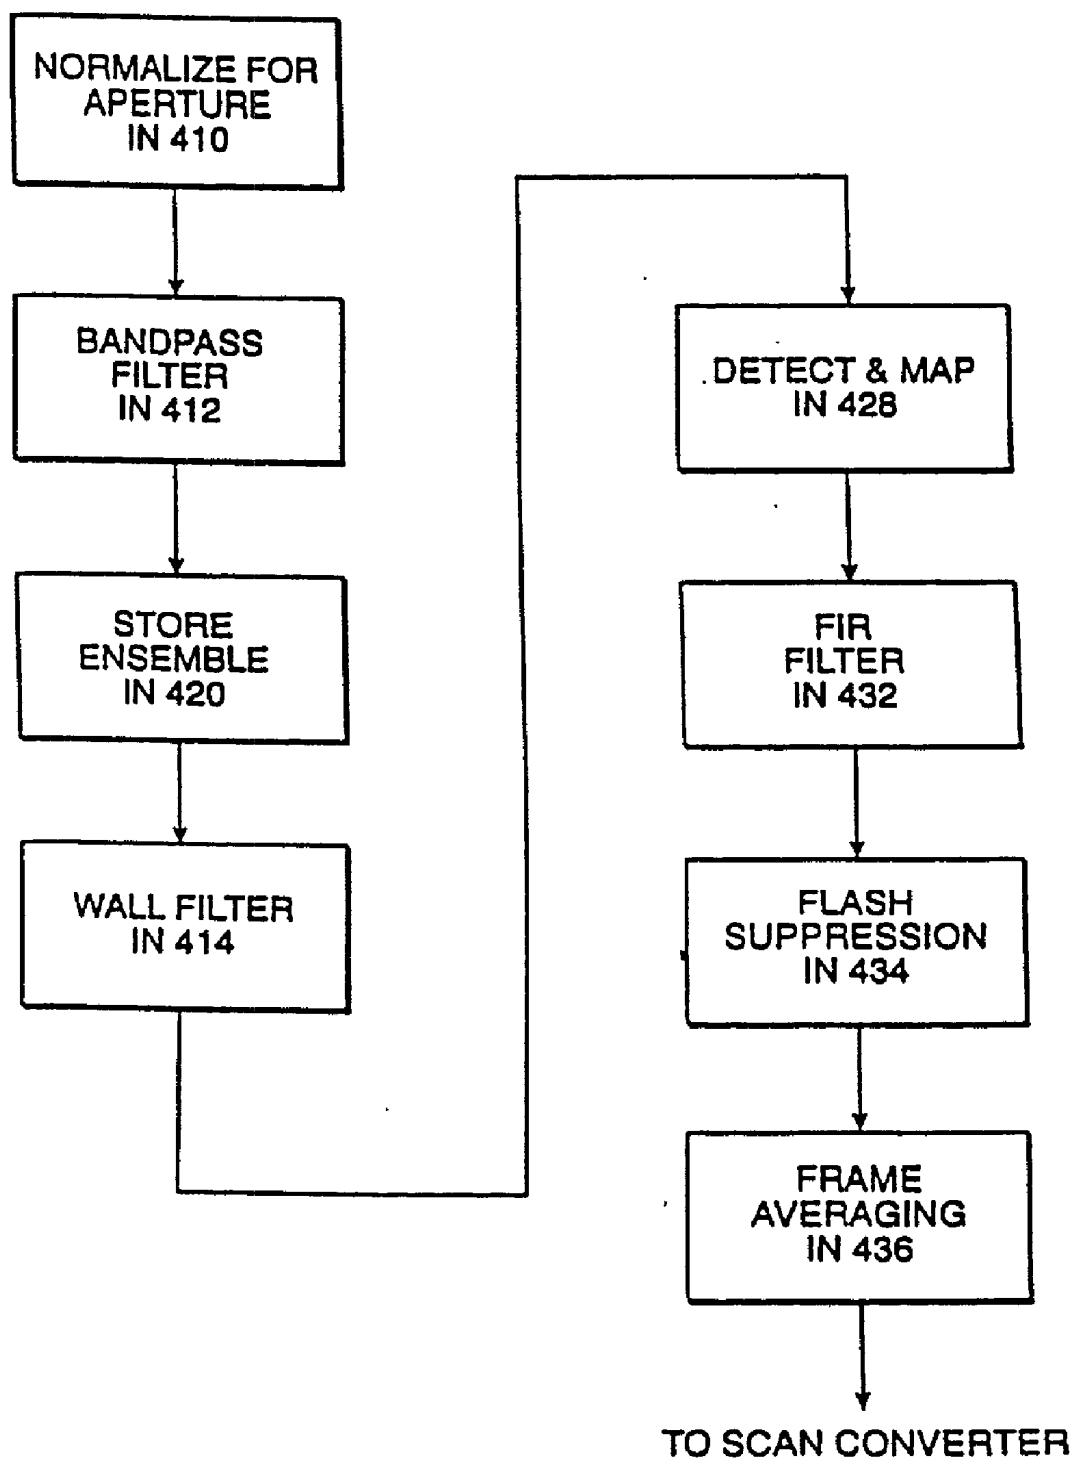 NORMALIZE FOR
APERTURE
IN 410
BANDPASS
FILTER
IN 412
STORE
ENSEMBLE
IN 420
WALL FILTER
IN 414
DETECT & MAP
IN 428
FIR
FILTER
IN 432
FLASH
SUPPRESSION
IN 434
FRAME
AVERAGING
IN 436
TO SCAN CONVERTER